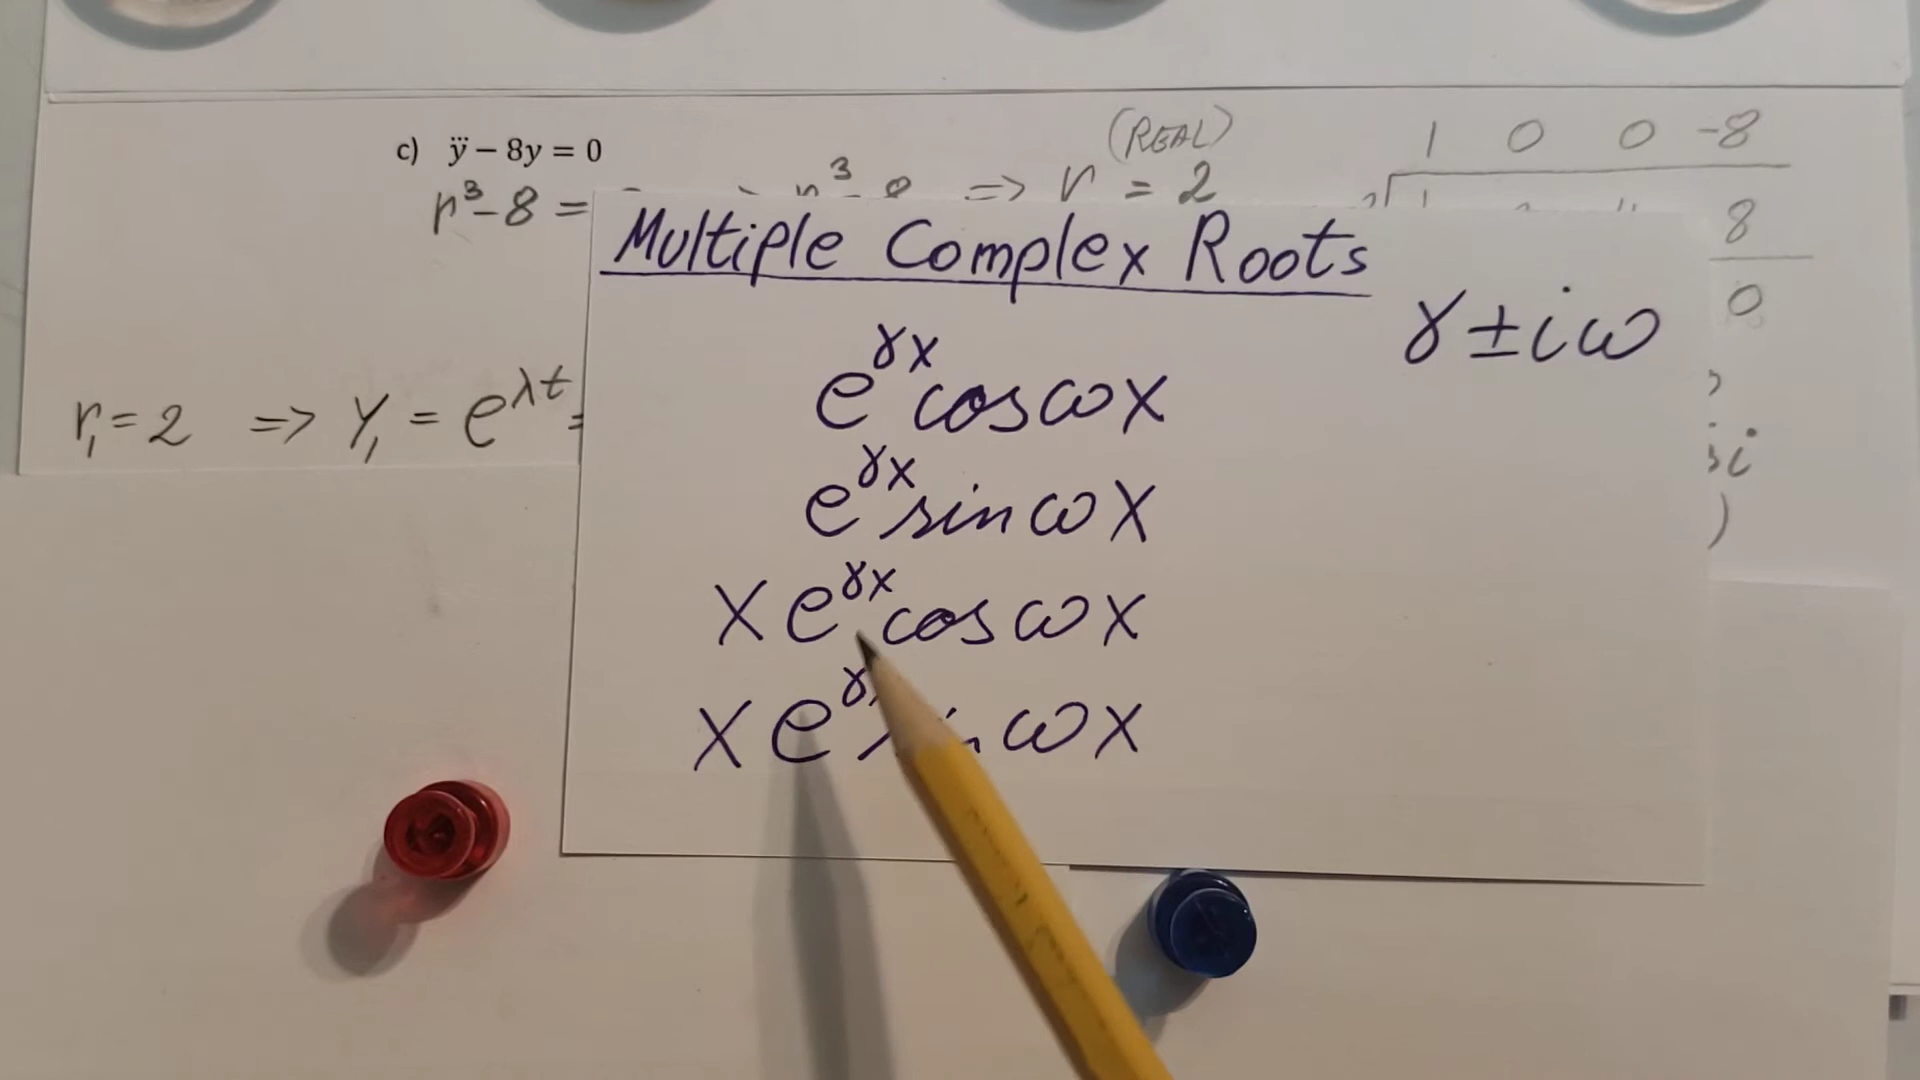 c) y⃛ − 8y = 0
(REAL)
1 0 0 -8
r³-8 =
=> r = 2
8
0
Multiple Complex Roots
γ ± iω
e^γx cos ωx
r₁ = 2 => y₁ = e^λt =
e^γx sin ωx
i
)
x e^γx cos ωx
x e^γ ωx